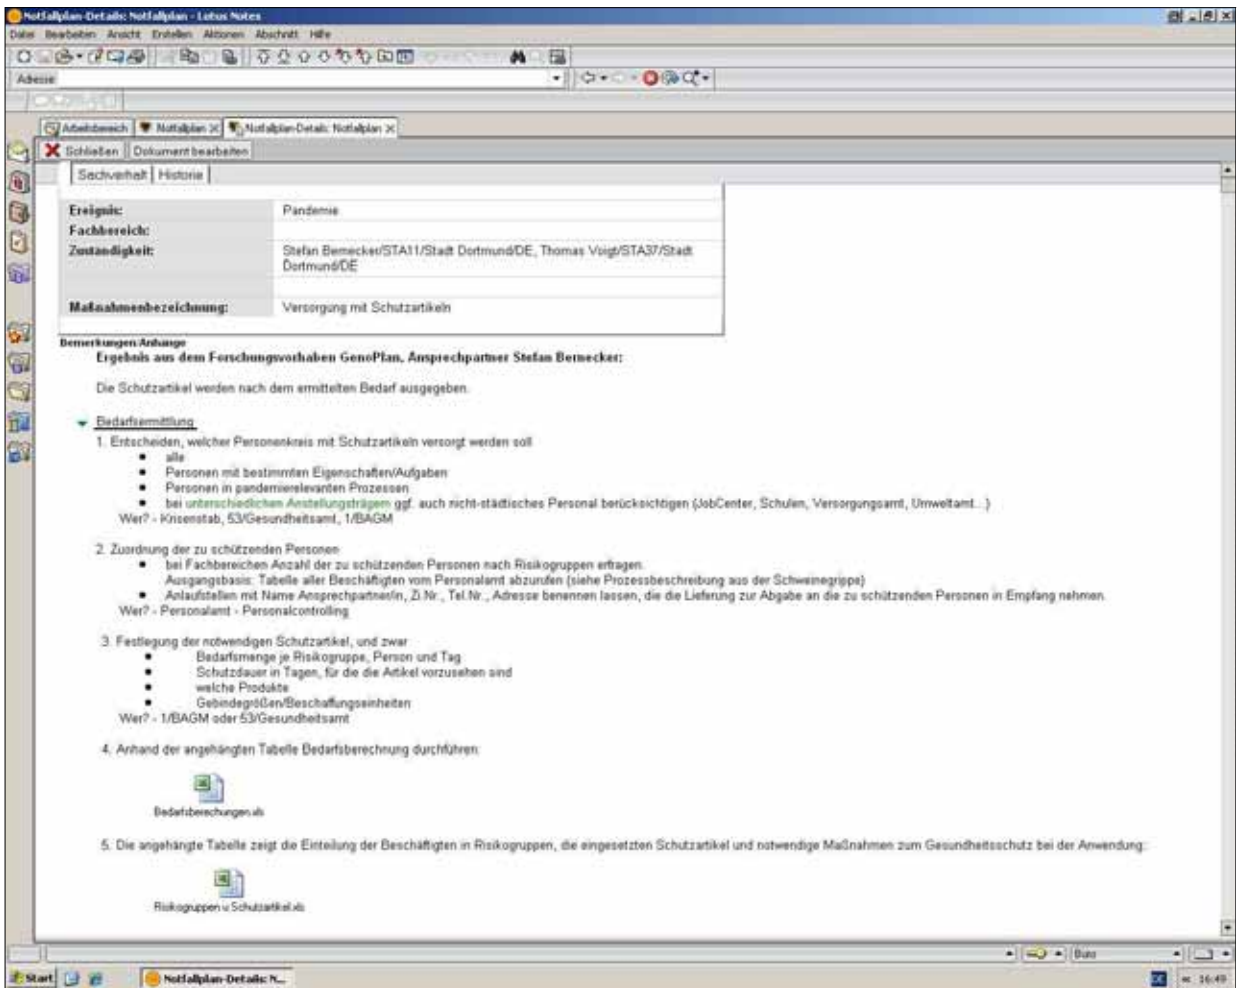 Notfallplan-Details: Notfallplan - Lotus Notes
Datei Bearbeiten Ansicht Erstellen Aktionen Abschnitt Hilfe
Adresse
Arbeitsbereich Notfallplan Notfallplan-Details: Notfallplan
Schließen Dokument bearbeiten
Sachverhalt Historie
Ereignis: Pandemie
Fachbereich:
Zuständigkeit: Stefan Bernecker/STA11/Stadt Dortmund/DE, Thomas Voigt/STA37/Stadt
Dortmund/DE
Maßnahmenbezeichnung: Versorgung mit Schutzartikeln
Bemerkungen/Anhänge
Ergebnis aus dem Forschungsvorhaben GenoPlan, Ansprechpartner Stefan Bernecker:
Die Schutzartikel werden nach dem ermittelten Bedarf ausgegeben.
Bedarfsermittlung
1. Entscheiden, welcher Personenkreis mit Schutzartikeln versorgt werden soll
• alle
• Personen mit bestimmten Eigenschaften/Aufgaben
• Personen in pandemierelevanten Prozessen
• bei unterschiedlichen Anstellungsträgern ggf. auch nicht-städtisches Personal berücksichtigen (JobCenter, Schulen, Versorgungsamt, Umweltamt...)
Wer? - Krisenstab, 53/Gesundheitsamt, 1/BAGM
2. Zuordnung der zu schützenden Personen
• bei Fachbereichen Anzahl der zu schützenden Personen nach Risikogruppen erfragen.
Ausgangsbasis: Tabelle aller Beschäftigten vom Personalamt abzurufen (siehe Prozessbeschreibung aus der Schweinegrippe)
• Anlaufstellen mit Name Ansprechpartner/in, Zi.Nr., Tel.Nr., Adresse benennen lassen, die die Lieferung zur Abgabe an die zu schützenden Personen in Empfang nehmen.
Wer? - Personalamt - Personalcontrolling
3. Festlegung der notwendigen Schutzartikel, und zwar
• Bedarfsmenge je Risikogruppe, Person und Tag
• Schutzdauer in Tagen, für die die Artikel vorzusehen sind
• welche Produkte
• Gebindegrößen/Beschaffungseinheiten
Wer? - 1/BAGM oder 53/Gesundheitsamt
4. Anhand der angehängten Tabelle Bedarfsberechnung durchführen:
Bedarfsberechungen.xls
5. Die angehängte Tabelle zeigt die Einteilung der Beschäftigten in Risikogruppen, die eingesetzten Schutzartikel und notwendige Maßnahmen zum Gesundheitsschutz bei der Anwendung:
Risikogruppen u Schutzartikel.xls
Büro
Start Notfallplan-Details: N... DE « 16:49